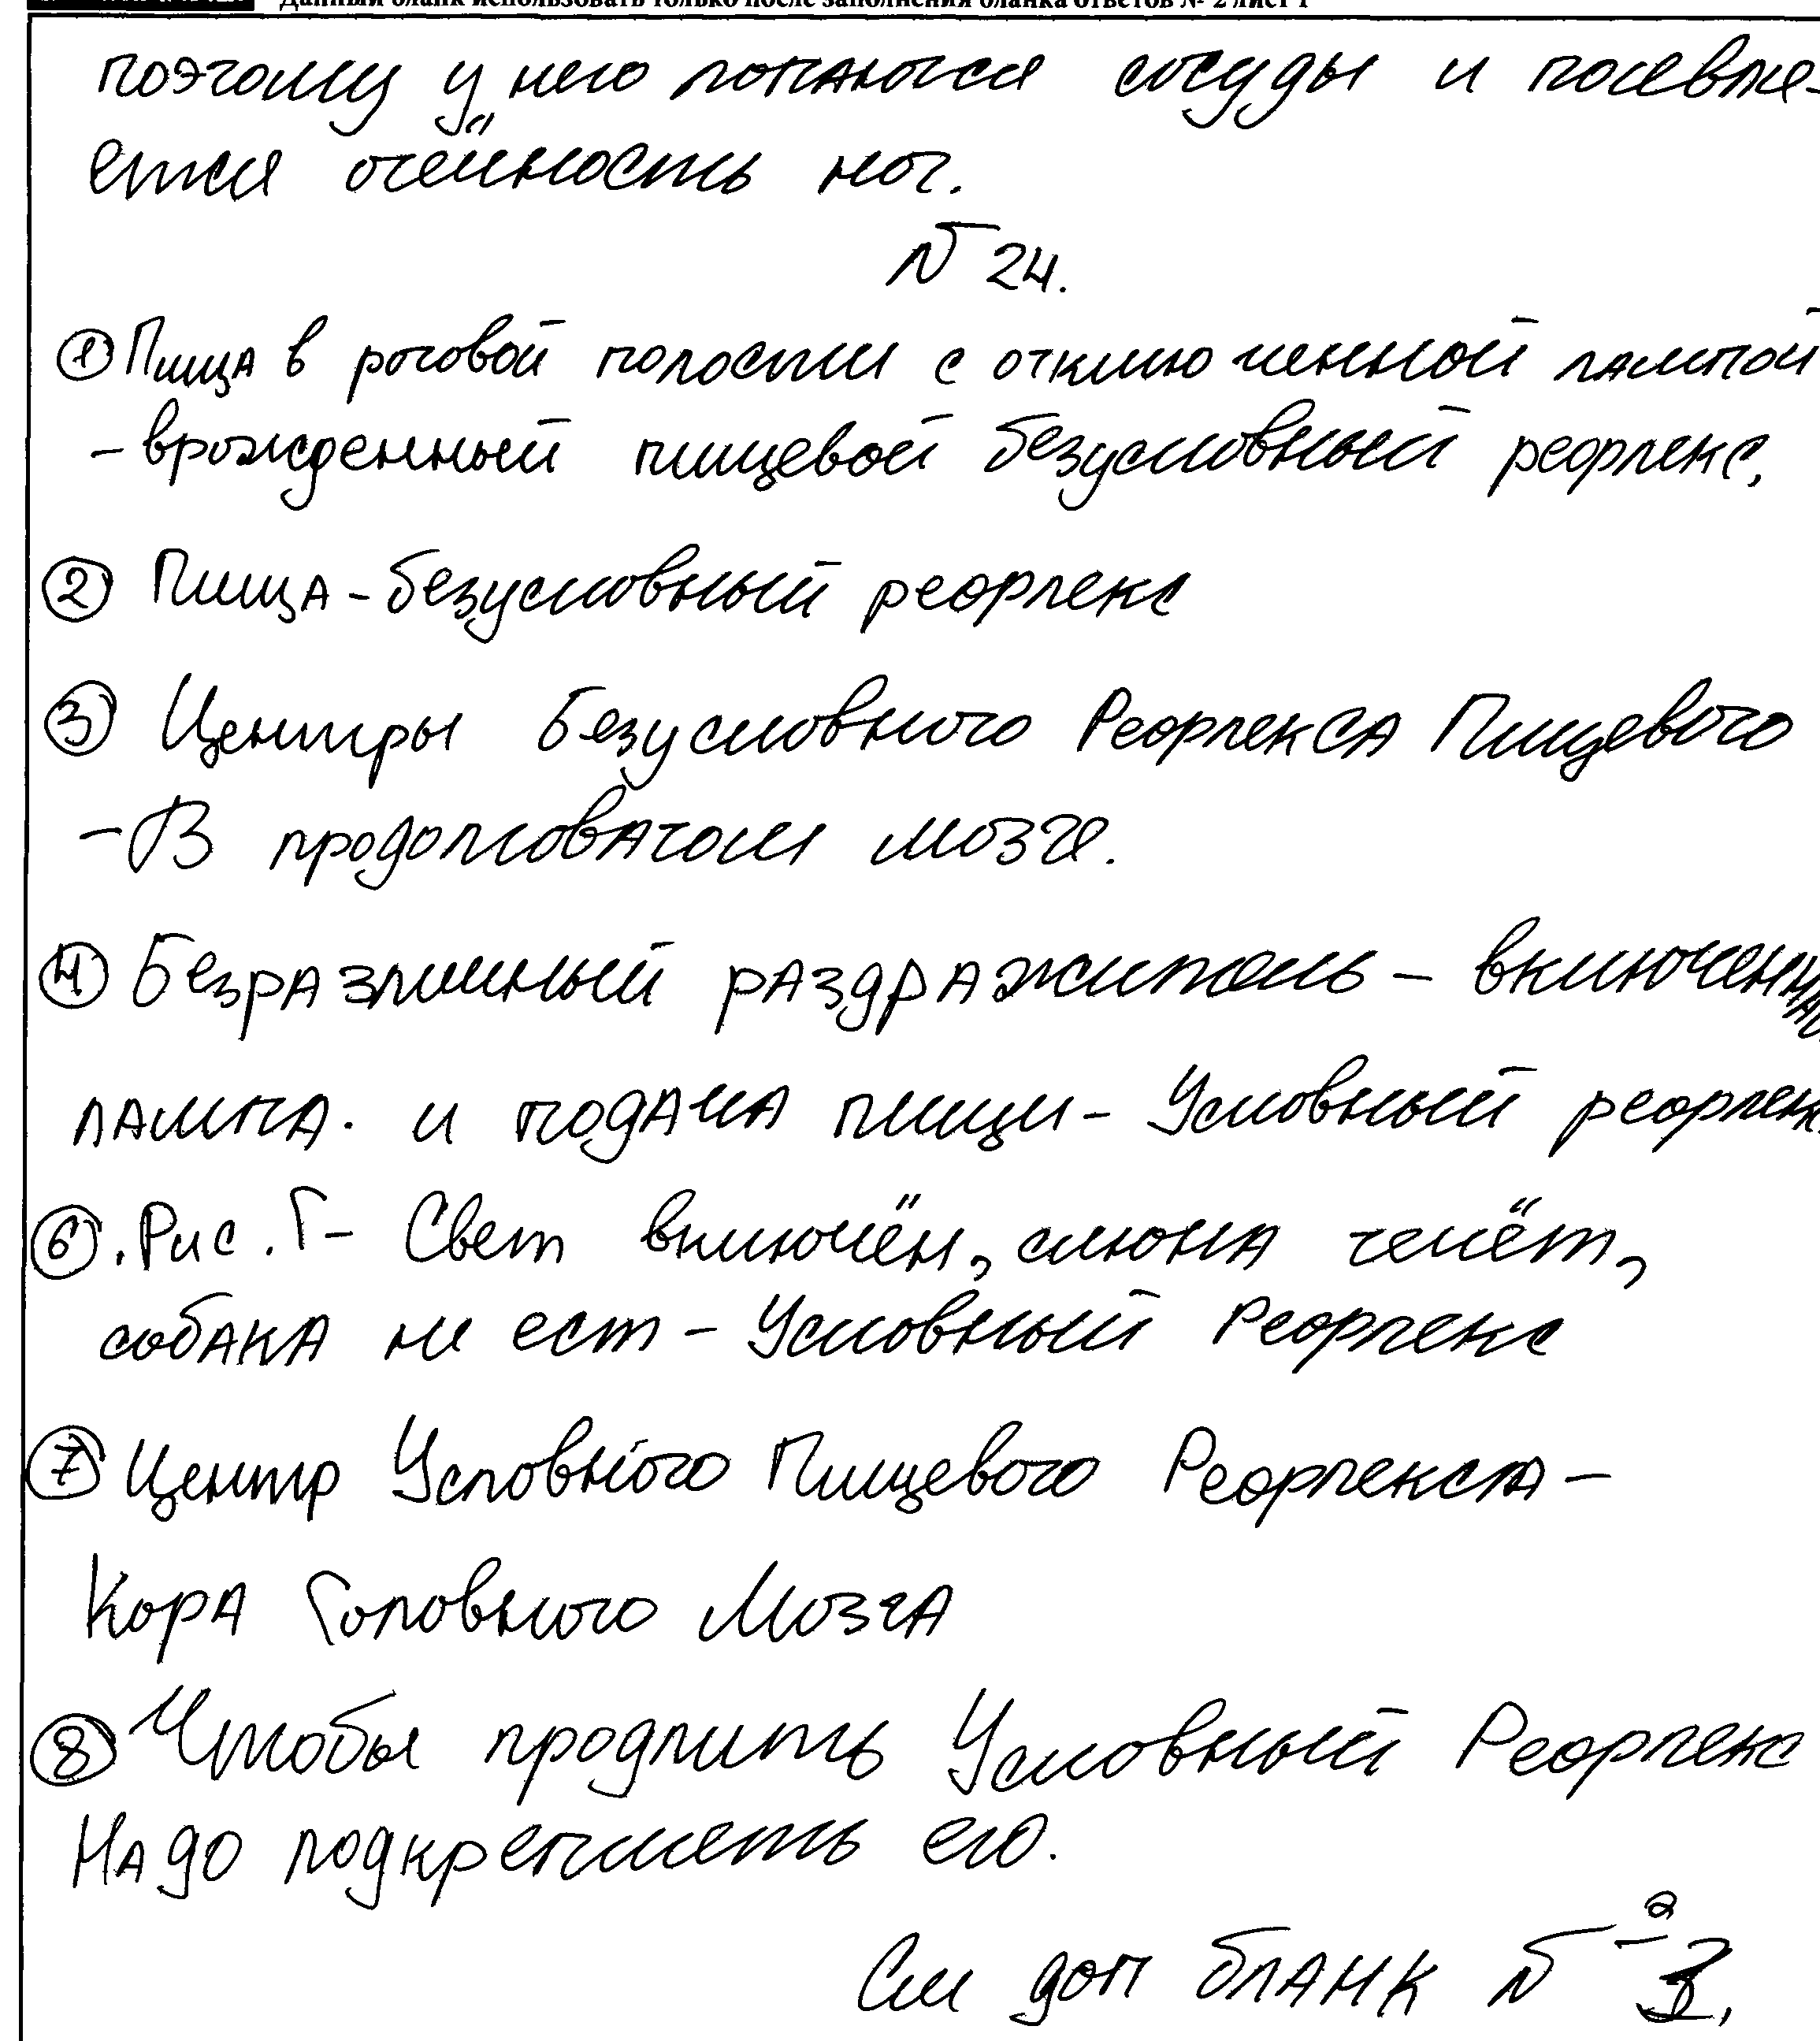 Данный бланк использовать только после заполнения бланка ответов № 2 лист 1
поэтому у него лопаются сосуды и появля-
ется отёчность ног.
№ 24.
① Пища в ротовой полости с отключенной лампой
- врожденный пищевой безусловный рефлекс,
② Пища - безусловный рефлекс
③ Центры Безусловного Рефлекса Пищевого
- В продолговатом мозге.
④ Безразличный раздражитель - включенная
лампа. и подача пищи - Условный рефлекс
⑥. Рис. Г - Свет включён, слюна течёт,
собака не ест - Условный Рефлекс
⑦ Центр Условного Пищевого Рефлекса -
Кора Головного Мозга
⑧ Чтобы продлить Условный Рефлекс
Надо подкреплять его.
См доп бланк №